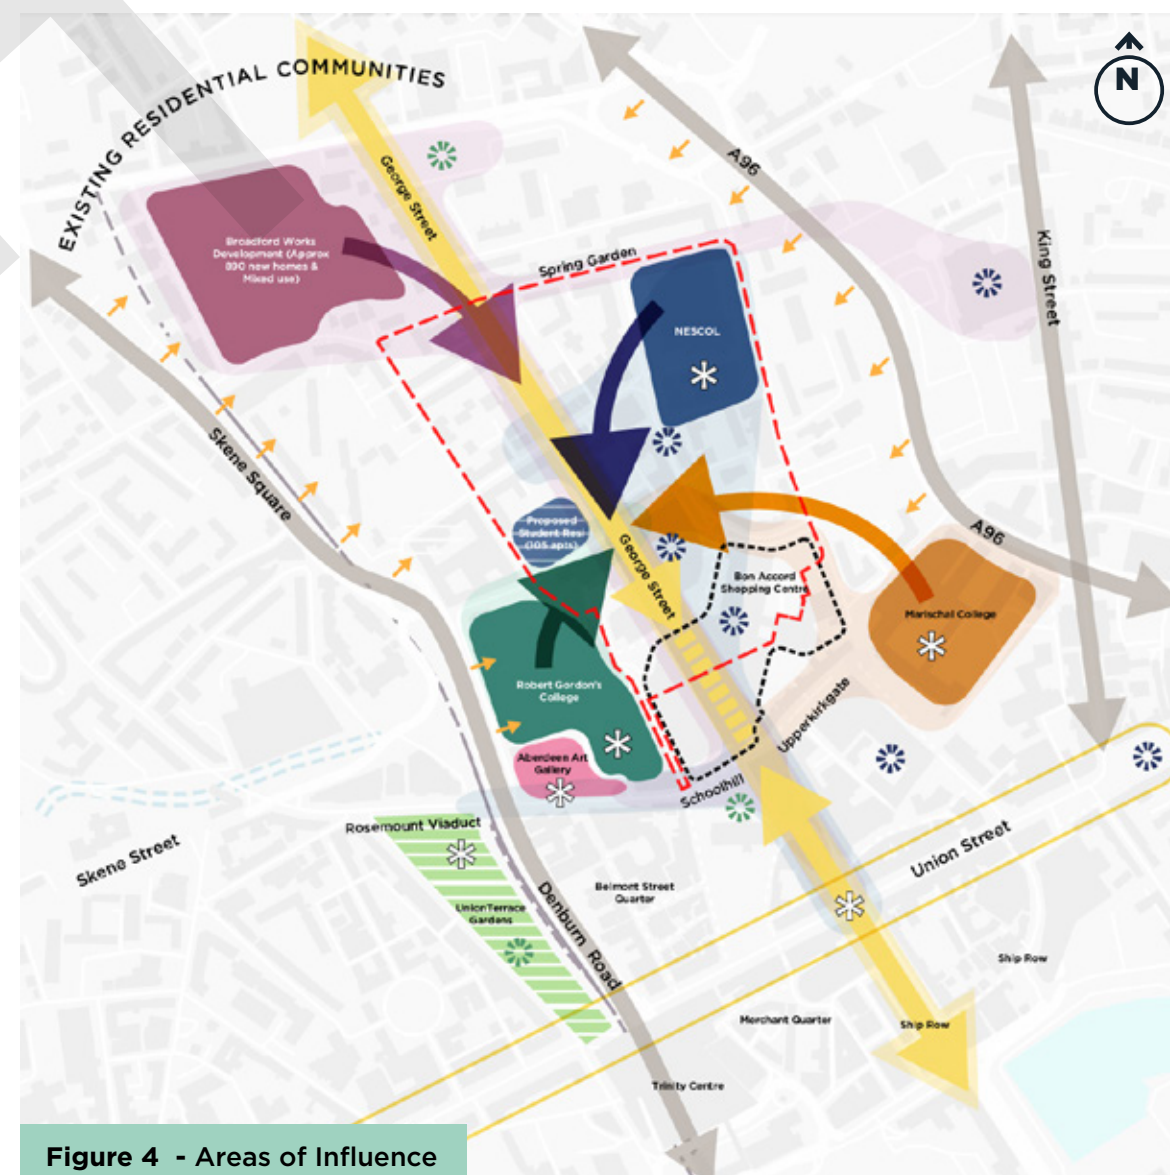 N
EXISTING RESIDENTIAL COMMUNITIES
George Street
A96
King Street
Broadford Works
Development (Approx
890 new homes &
Mixed use)
Spring Garden
NESCOL
Skene Square
Proposed
Student Resi
(105 apts)
George Street
A96
Bon Accord
Shopping Centre
Marischal College
Robert Gordon's
College
Upperkirkgate
Aberdeen Art
Gallery
Schoolhill
Rosemount Viaduct
Skene Street
Union Street
Belmont Street
Quarter
Union Terrace
Gardens
Denburn Road
Ship Row
Merchant Quarter
Ship Row
Trinity Centre
Figure 4 - Areas of Influence